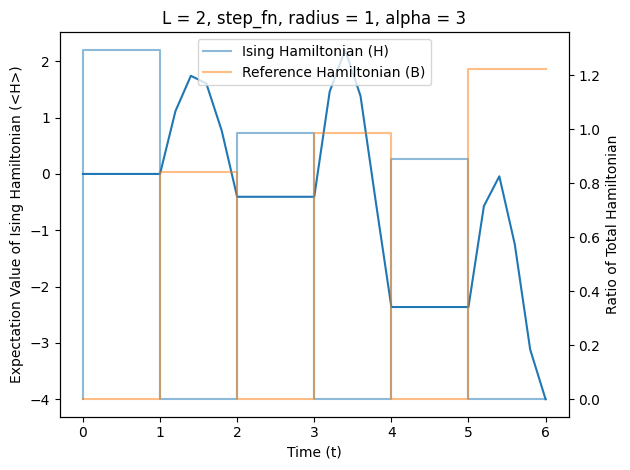 L = 2, step_fn, radius = 1, alpha = 3
Ising Hamiltonian (H)
Reference Hamiltonian (B)
Expectation Value of Ising Hamiltonian (<H>)
2
1
0
−1
−2
−3
−4
1.2
1.0
0.8
0.6
0.4
0.2
0.0
Ratio of Total Hamiltonian
0 1 2 3 4 5 6
Time (t)